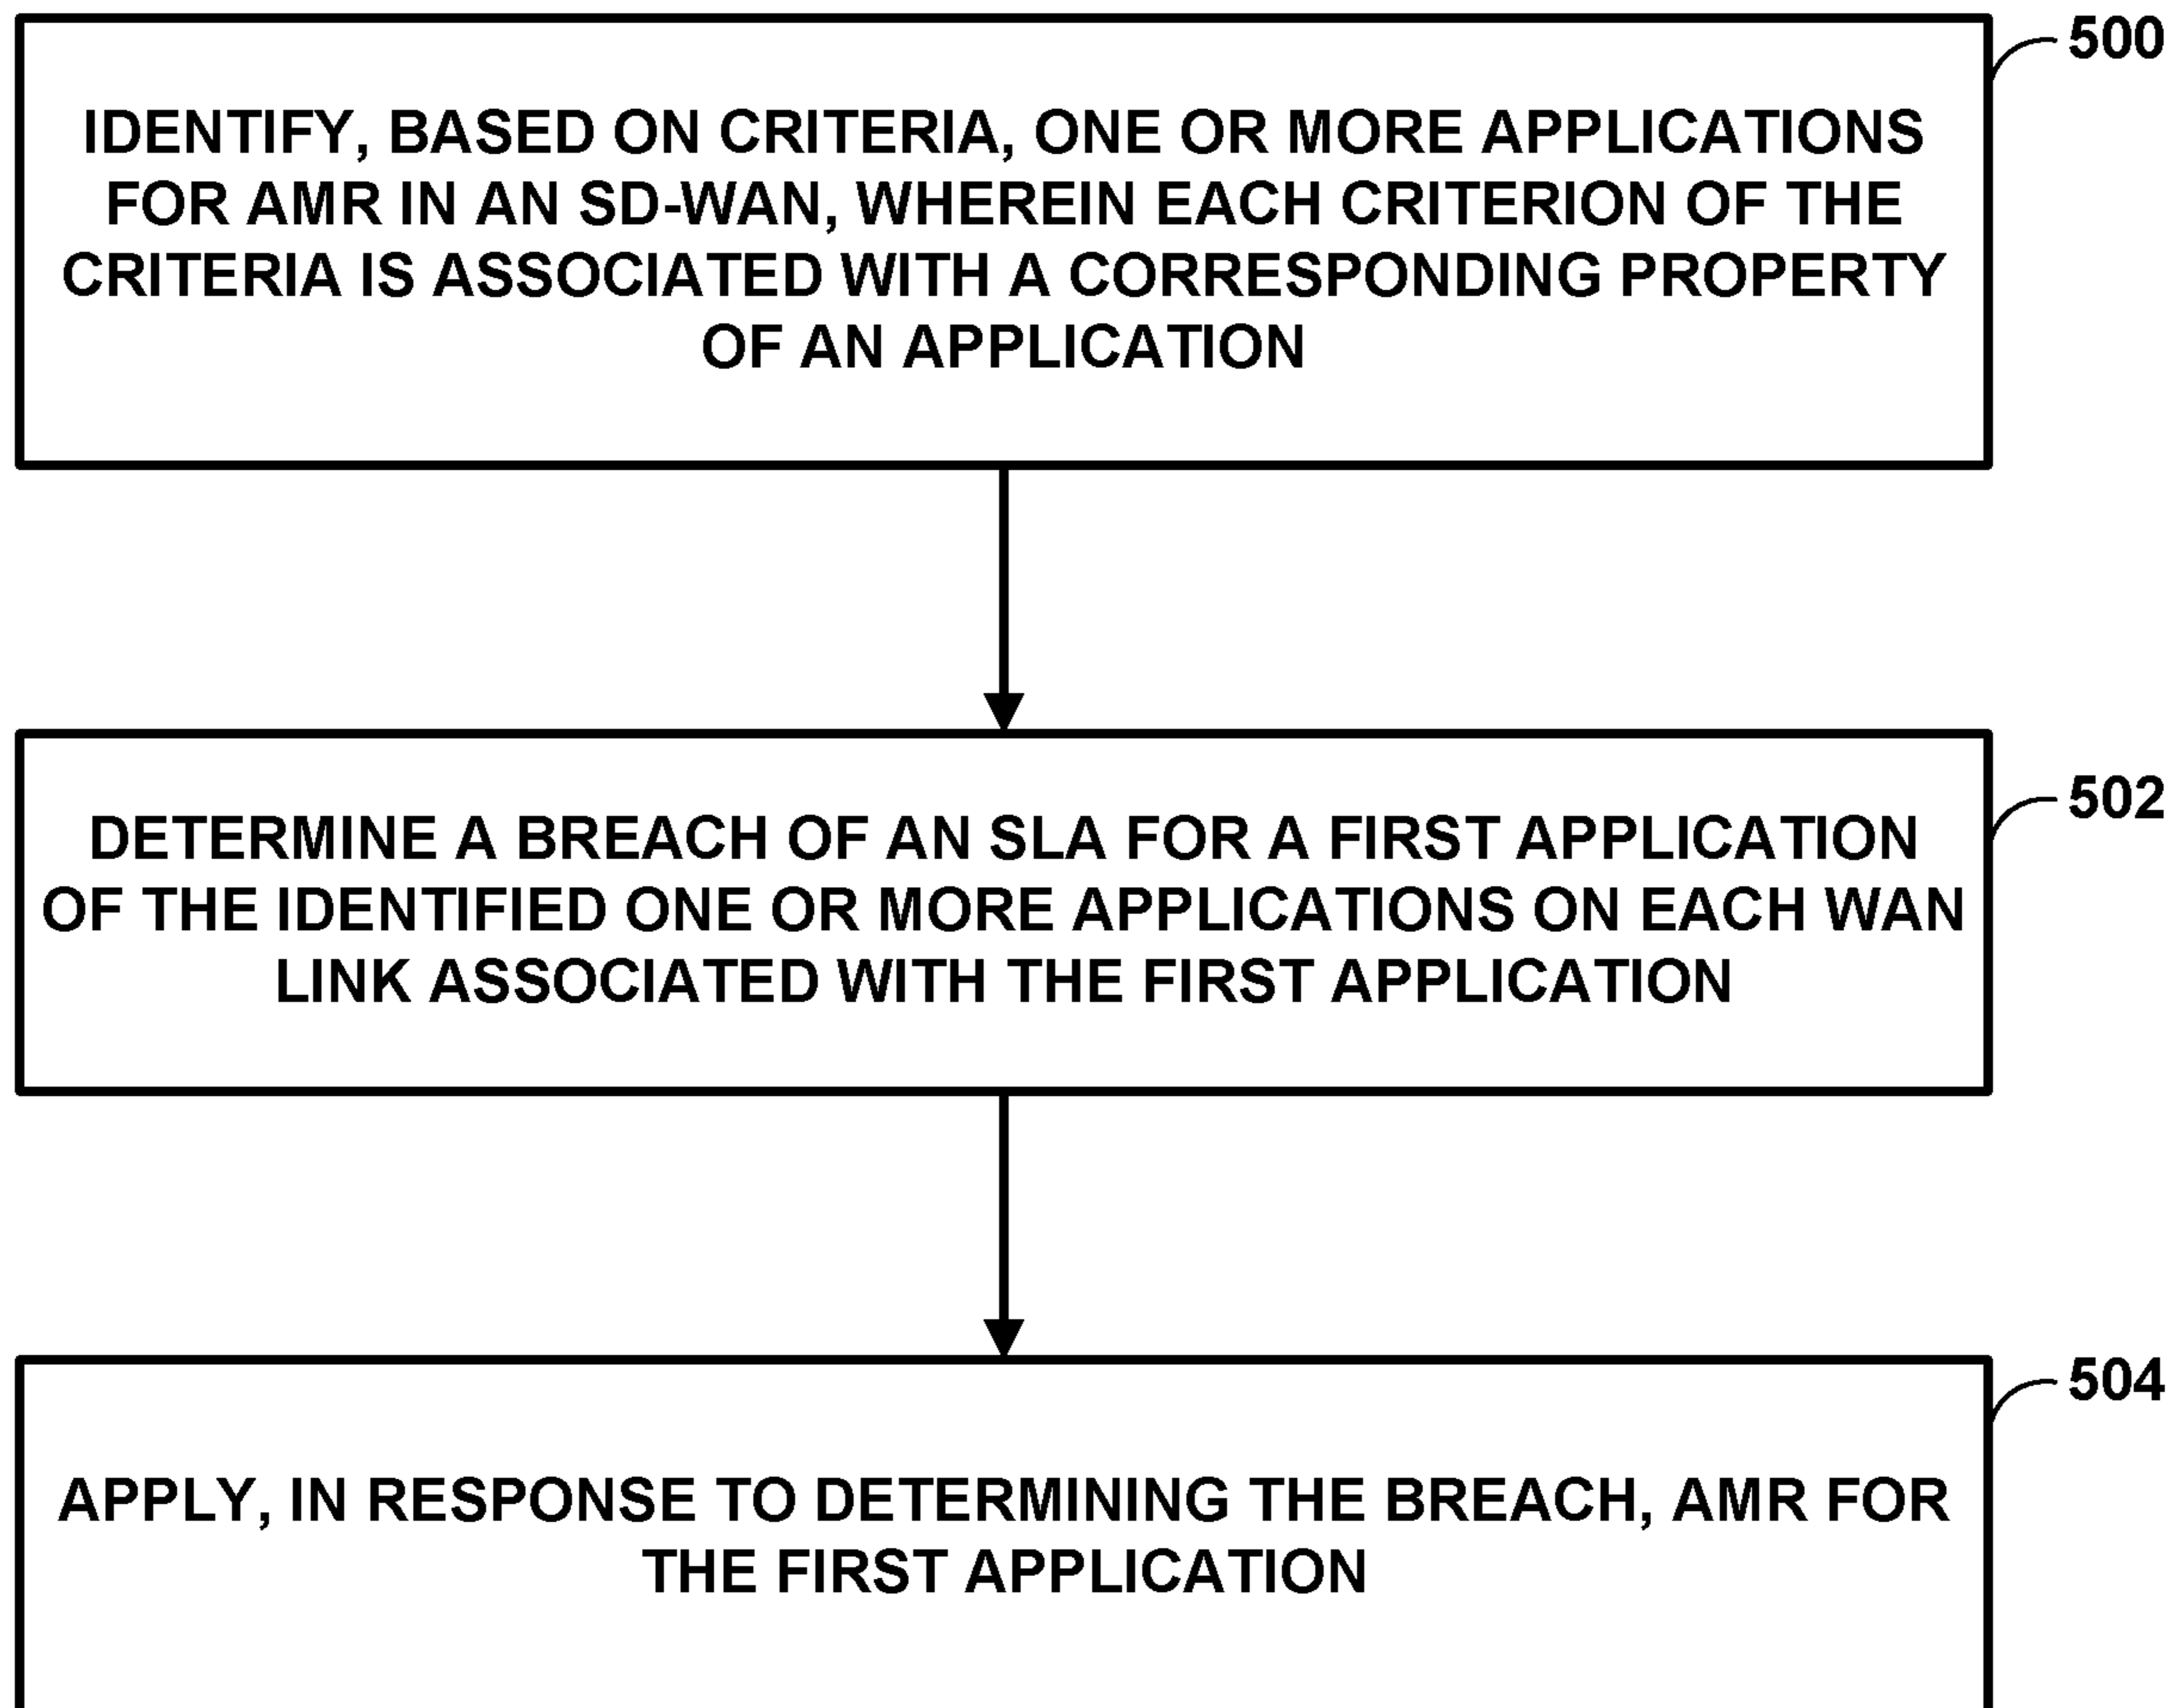 500
IDENTIFY, BASED ON CRITERIA, ONE OR MORE APPLICATIONS
FOR AMR IN AN SD-WAN, WHEREIN EACH CRITERION OF THE
CRITERIA IS ASSOCIATED WITH A CORRESPONDING PROPERTY
OF AN APPLICATION
502
DETERMINE A BREACH OF AN SLA FOR A FIRST APPLICATION
OF THE IDENTIFIED ONE OR MORE APPLICATIONS ON EACH WAN
LINK ASSOCIATED WITH THE FIRST APPLICATION
504
APPLY, IN RESPONSE TO DETERMINING THE BREACH, AMR FOR
THE FIRST APPLICATION